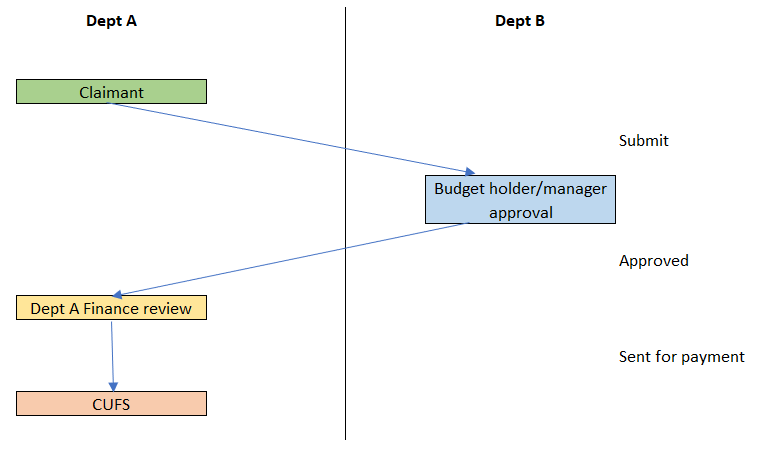 Dept A
Dept B
Claimant
Submit
Budget holder/manager
approval
Approved
Dept A Finance review
Sent for payment
CUFS